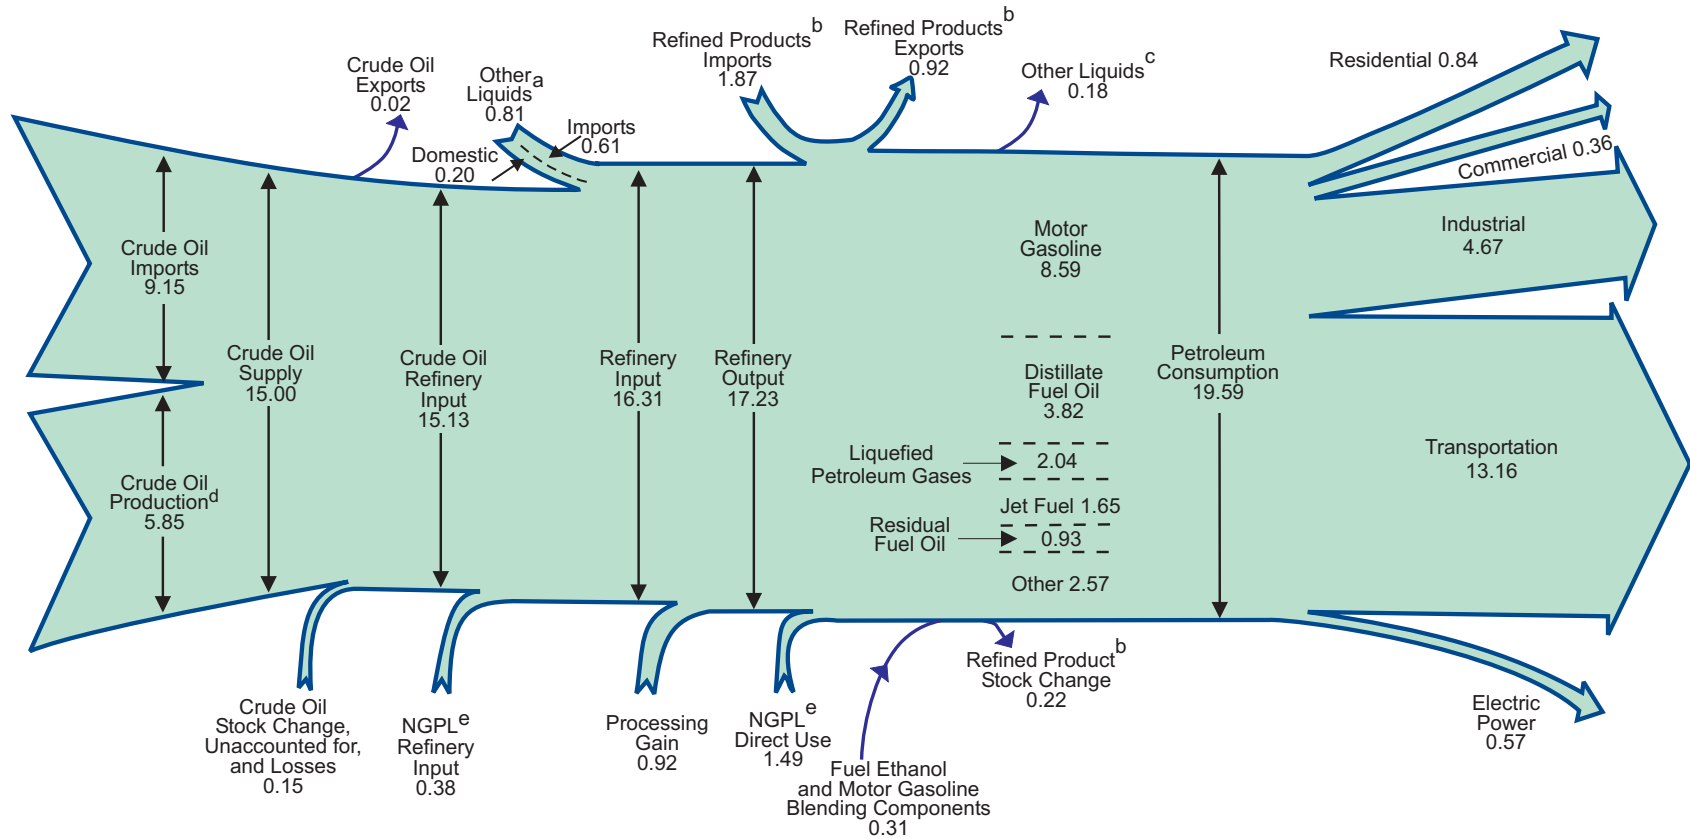 Crude Oil
Exports
0.02
Other
Liquids^a
0.81
Imports
0.61
Domestic
0.20
Refined Products^b
Imports
1.87
Refined Products^b
Exports
0.92
Other Liquids^c
0.18
Residential 0.84
Commercial 0.36
Industrial
4.67
Transportation
13.16
Electric
Power
0.57
Crude Oil
Imports
9.15
Crude Oil
Production^d
5.85
Crude Oil
Supply
15.00
Crude Oil
Refinery
Input
15.13
Refinery
Input
16.31
Refinery
Output
17.23
Motor
Gasoline
8.59
Distillate
Fuel Oil
3.82
Liquefied
Petroleum Gases
2.04
Jet Fuel 1.65
Residual
Fuel Oil
0.93
Other 2.57
Petroleum
Consumption
19.59
Crude Oil
Stock Change,
Unaccounted for,
and Losses
0.15
NGPL^e
Refinery
Input
0.38
Processing
Gain
0.92
NGPL^e
Direct Use
1.49
Fuel Ethanol
and Motor Gasoline
Blending Components
0.31
Refined Product^b
Stock Change
0.22